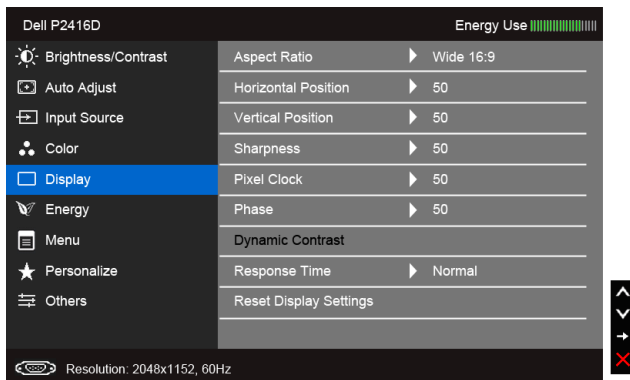 Dell P2416D Energy Use
Brightness/Contrast Aspect Ratio Wide 16:9
Auto Adjust Horizontal Position 50
Input Source Vertical Position 50
Color Sharpness 50
Display Pixel Clock 50
Energy Phase 50
Menu Dynamic Contrast
Personalize Response Time Normal
Others Reset Display Settings
Resolution: 2048x1152, 60Hz